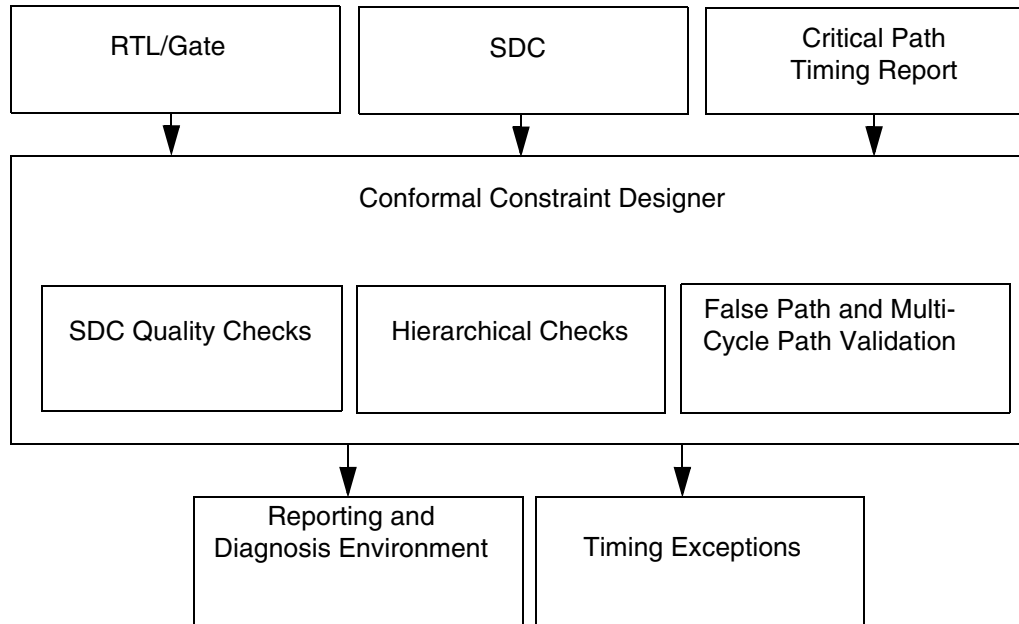 RTL/Gate
SDC
Critical Path
Timing Report
Conformal Constraint Designer
SDC Quality Checks
Hierarchical Checks
False Path and Multi-
Cycle Path Validation
Reporting and
Diagnosis Environment
Timing Exceptions